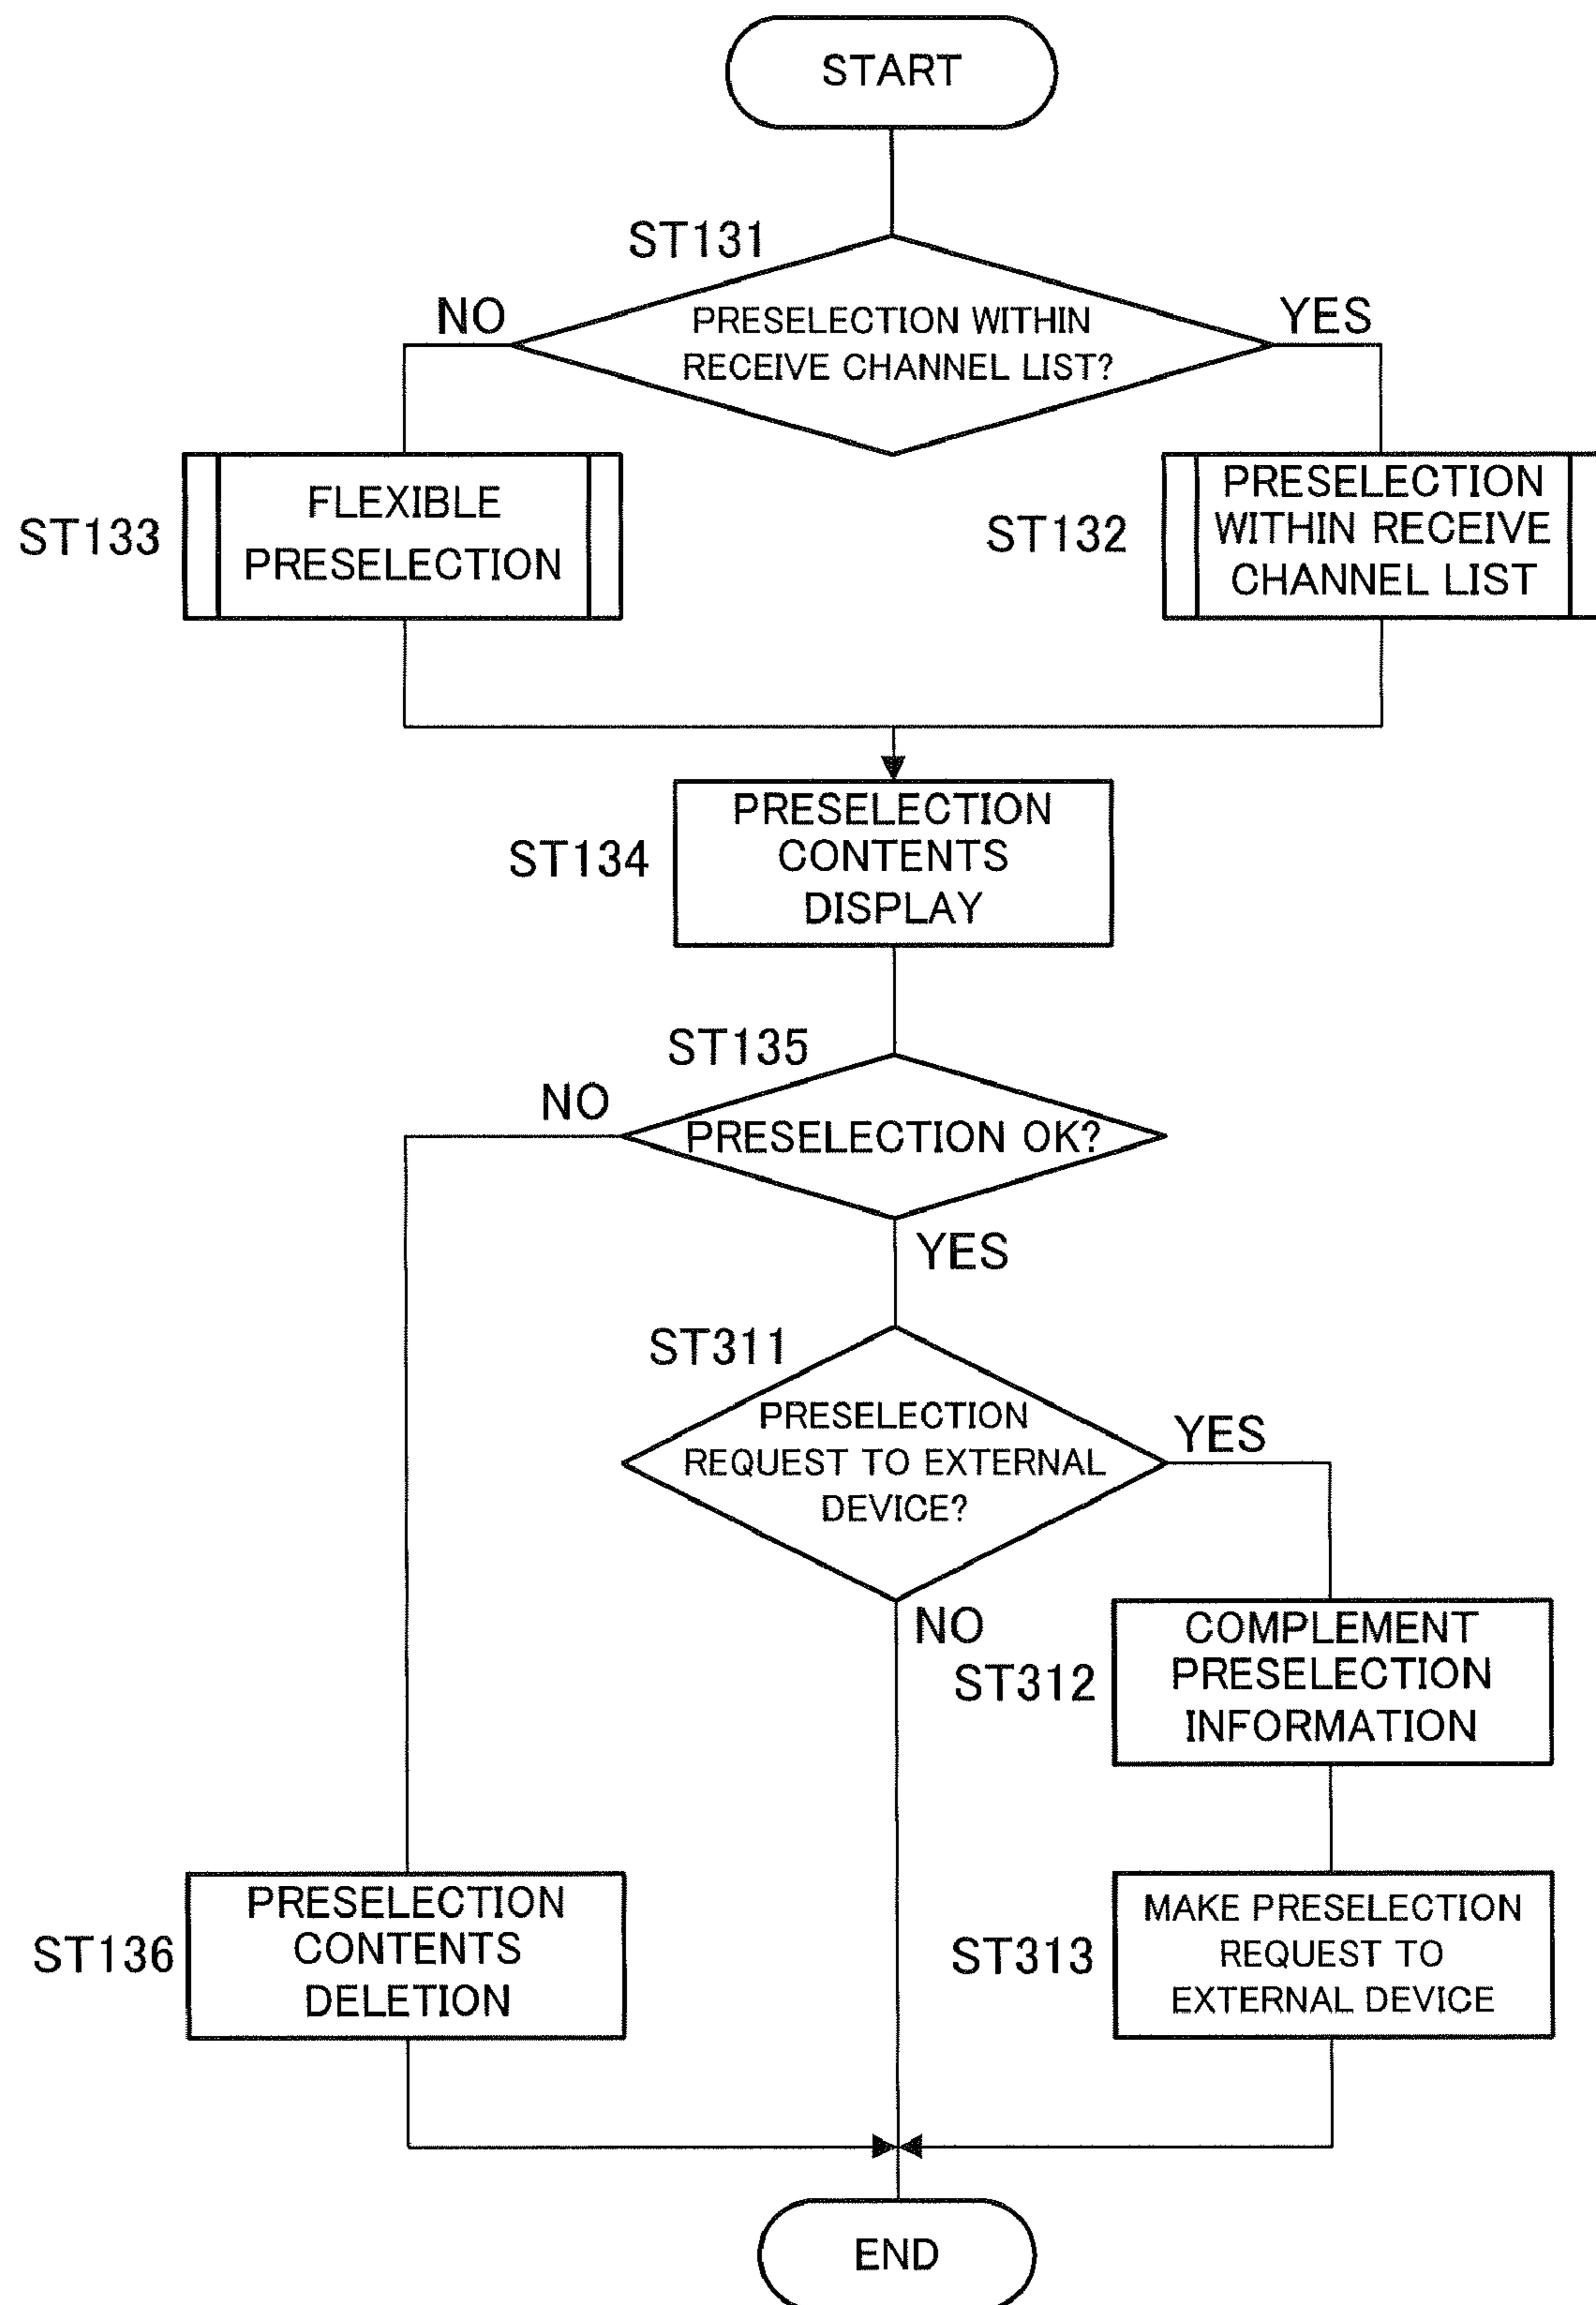 START
ST131
NO
YES
PRESELECTION WITHIN
RECEIVE CHANNEL LIST?
ST133
FLEXIBLE
PRESELECTION
ST132
PRESELECTION
WITHIN RECEIVE
CHANNEL LIST
ST134
PRESELECTION
CONTENTS
DISPLAY
ST135
NO
PRESELECTION OK?
YES
ST311
PRESELECTION
REQUEST TO EXTERNAL
DEVICE?
YES
NO
ST312
COMPLEMENT
PRESELECTION
INFORMATION
ST136
PRESELECTION
CONTENTS
DELETION
ST313
MAKE PRESELECTION
REQUEST TO
EXTERNAL DEVICE
END